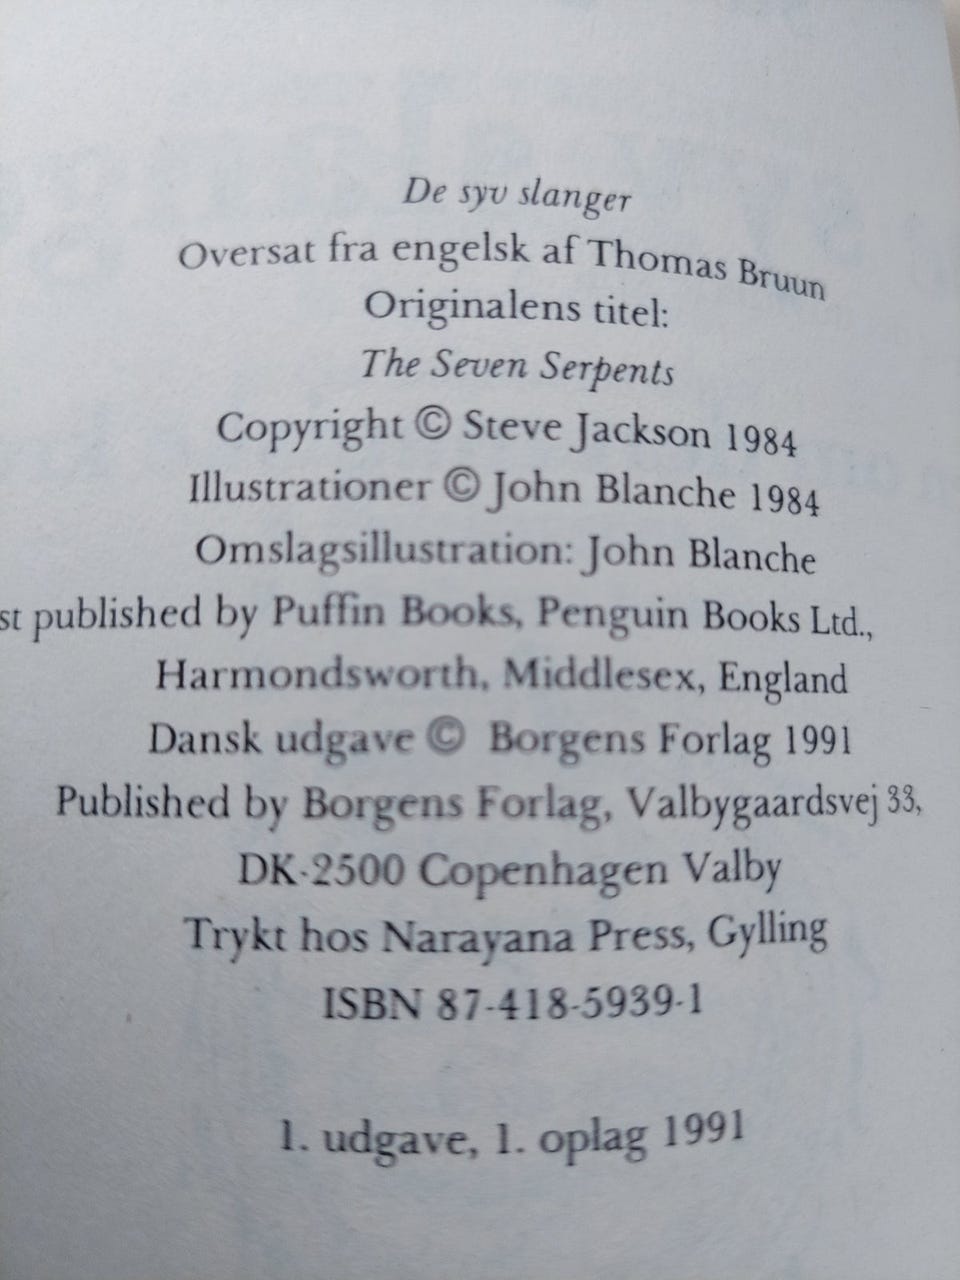 De syv slanger
Oversat fra engelsk af Thomas Bruun
Originalens titel:
The Seven Serpents
Copyright © Steve Jackson 1984
Illustrationer © John Blanche 1984
Omslagsillustration: John Blanche
st published by Puffin Books, Penguin Books Ltd.,
Harmondsworth, Middlesex, England
Dansk udgave © Borgens Forlag 1991
Published by Borgens Forlag, Valbygaardsvej 33,
DK-2500 Copenhagen Valby
Trykt hos Narayana Press, Gylling
ISBN 87-418-5939-1
1. udgave, 1. oplag 1991